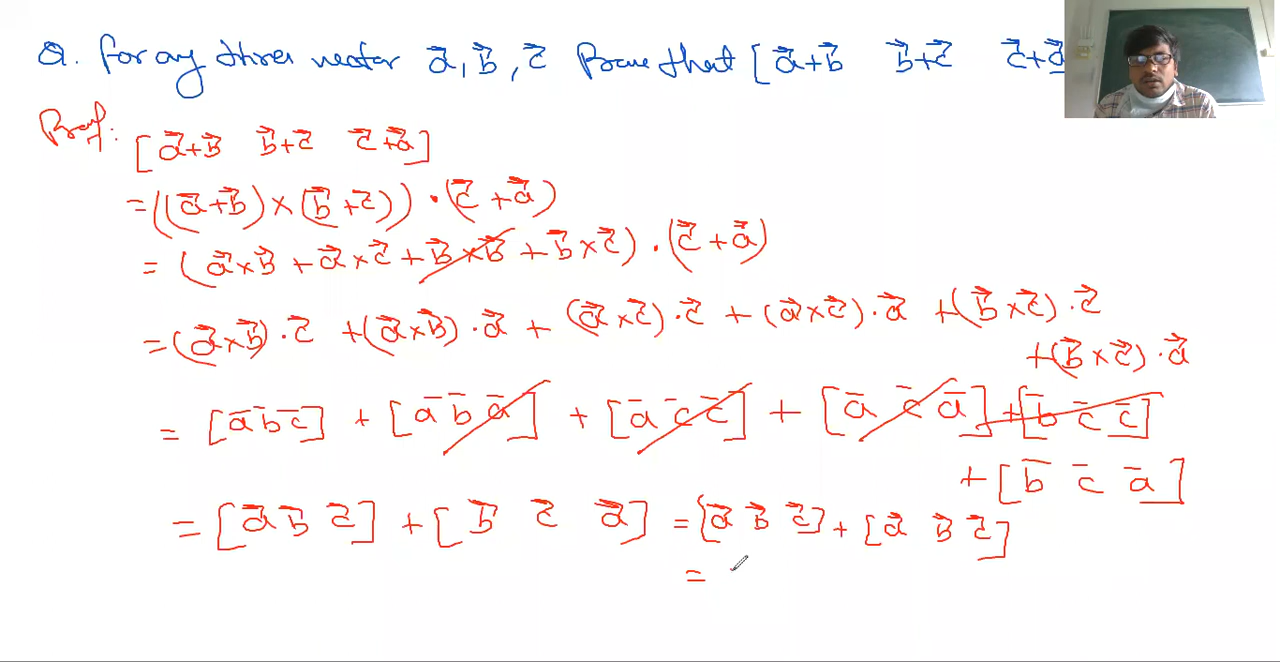 Q. For any three vector a⃗, b⃗, c⃗ Prove that [a⃗+b⃗ b⃗+c⃗ c⃗+a
Proof: [a⃗+b⃗ b⃗+c⃗ c⃗+a⃗]
= ((a⃗+b⃗)×(b⃗+c⃗))·(c⃗+a⃗)
= (a⃗×b⃗ + a⃗×c⃗ + b⃗×b⃗ + b⃗×c⃗)·(c⃗+a⃗)
= (a⃗×b⃗)·c⃗ + (a⃗×b⃗)·a⃗ + (a⃗×c⃗)·c⃗ + (a⃗×c⃗)·a⃗ + (b⃗×c⃗)·c⃗
+ (b⃗×c⃗)·a⃗
= [a̅ b̅ c̅] + [a̅ b̅ a̅] + [a̅ c̅ c̅] + [a̅ c̅ a̅] + [b̅ c̅ c̅]
+ [b̅ c̅ a̅]
= [a⃗ b⃗ c⃗] + [b⃗ c⃗ a⃗] = [a⃗ b⃗ c⃗] + [a⃗ b⃗ c⃗]
=